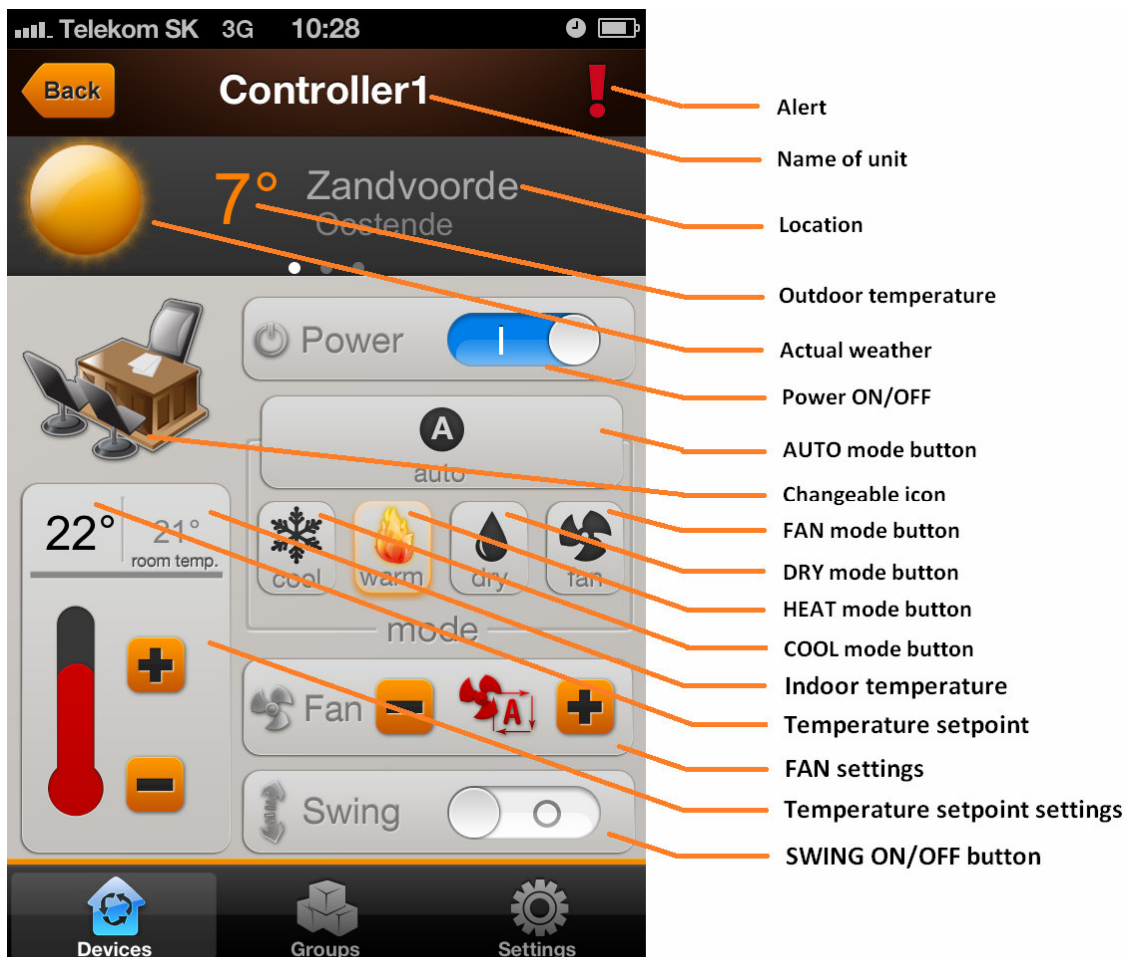 Telekom SK 3G 10:28
Back
Controller1
7°
Zandvoorde
Oostende
Power
A
auto
22°
21°
room temp.
cool
warm
dry
fan
mode
Fan
A
Swing
Devices
Groups
Settings
Alert
Name of unit
Location
Outdoor temperature
Actual weather
Power ON/OFF
AUTO mode button
Changeable icon
FAN mode button
DRY mode button
HEAT mode button
COOL mode button
Indoor temperature
Temperature setpoint
FAN settings
Temperature setpoint settings
SWING ON/OFF button